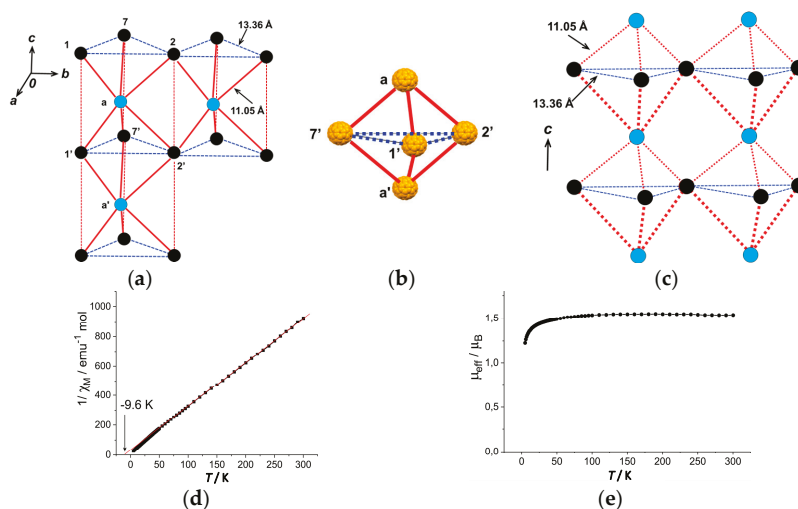 c
0
b
a
1
7
2
13.36 Å
a
11.05 Å
7'
1'
2'
a'
(a)
a
7'
1'
2'
a'
(b)
11.05 Å
13.36 Å
c
(c)
1/ χM / emu⁻¹ mol
1000
800
600
400
200
0
-9.6 K
0 50 100 150 200 250 300
T / K
(d)
μeff / μB
1,5
1,5
0,0
0 50 100 150 200 250 300
T / K
(e)